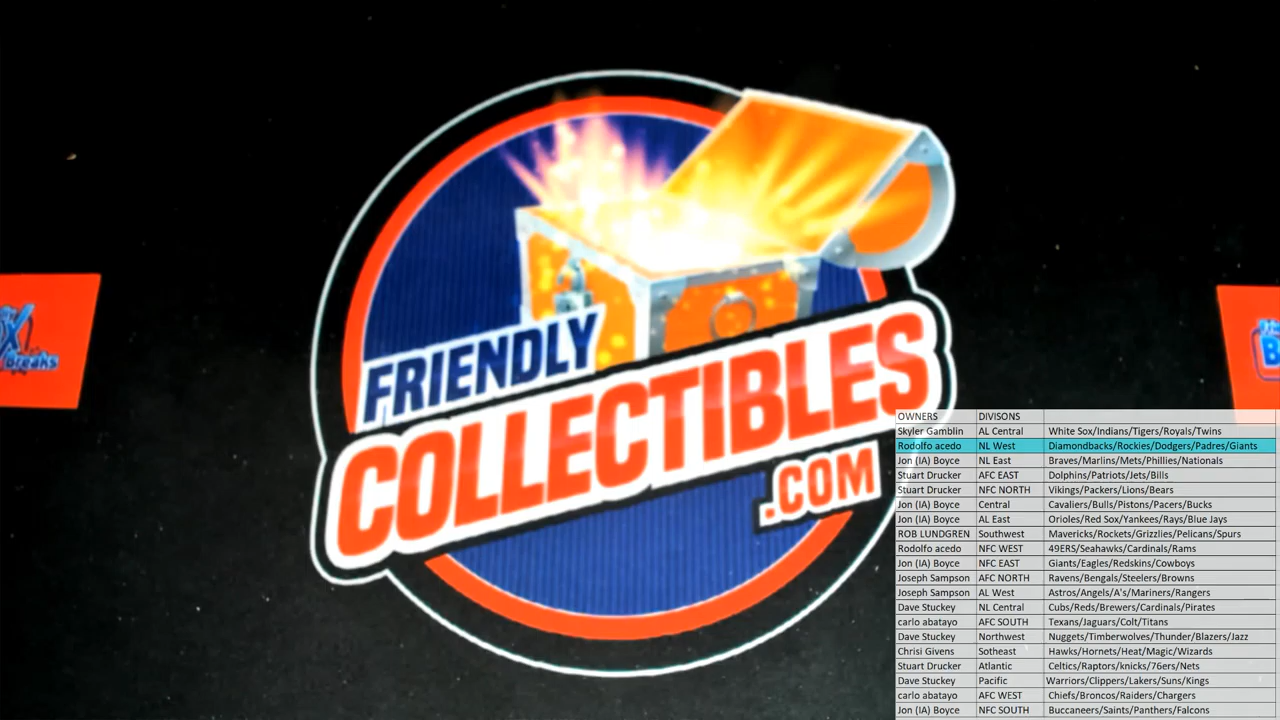 FRIENDLY
COLLECTIBLES
.COM
X
Breaks
B
OWNERS DIVISONS
Skyler Gamblin AL Central White Sox/Indians/Tigers/Royals/Twins
Rodolfo acedo NL West Diamondbacks/Rockies/Dodgers/Padres/Giants
Jon (IA) Boyce NL East Braves/Marlins/Mets/Phillies/Nationals
Stuart Drucker AFC EAST Dolphins/Patriots/Jets/Bills
Stuart Drucker NFC NORTH Vikings/Packers/Lions/Bears
Jon (IA) Boyce Central Cavaliers/Bulls/Pistons/Pacers/Bucks
Jon (IA) Boyce AL East Orioles/Red Sox/Yankees/Rays/Blue Jays
ROB LUNDGREN Southwest Mavericks/Rockets/Grizzlies/Pelicans/Spurs
Rodolfo acedo NFC WEST 49ERS/Seahawks/Cardinals/Rams
Jon (IA) Boyce NFC EAST Giants/Eagles/Redskins/Cowboys
Joseph Sampson AFC NORTH Ravens/Bengals/Steelers/Browns
Joseph Sampson AL West Astros/Angels/A's/Mariners/Rangers
Dave Stuckey NL Central Cubs/Reds/Brewers/Cardinals/Pirates
carlo abatayo AFC SOUTH Texans/Jaguars/Colt/Titans
Dave Stuckey Northwest Nuggets/Timberwolves/Thunder/Blazers/Jazz
Chrisi Givens Sotheast Hawks/Hornets/Heat/Magic/Wizards
Stuart Drucker Atlantic Celtics/Raptors/knicks/76ers/Nets
Dave Stuckey Pacific Warriors/Clippers/Lakers/Suns/Kings
carlo abatayo AFC WEST Chiefs/Broncos/Raiders/Chargers
Jon (IA) Boyce NFC SOUTH Buccaneers/Saints/Panthers/Falcons